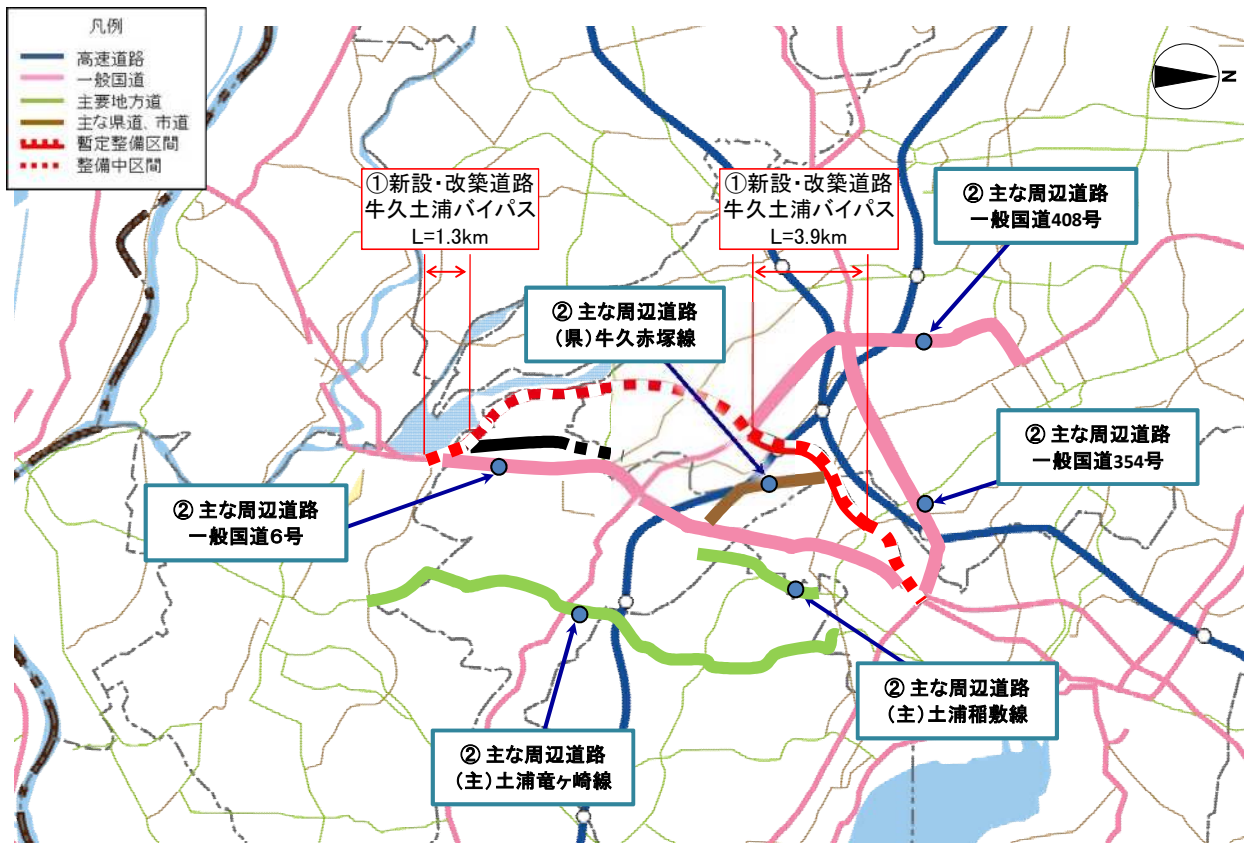 凡例
高速道路
一般国道
主要地方道
主な県道、市道
暫定整備区間
整備中区間
N
①新設・改築道路
牛久土浦バイパス
L=1.3km
①新設・改築道路
牛久土浦バイパス
L=3.9km
② 主な周辺道路
一般国道408号
② 主な周辺道路
(県)牛久赤塚線
② 主な周辺道路
一般国道354号
② 主な周辺道路
一般国道6号
② 主な周辺道路
(主)土浦稲敷線
② 主な周辺道路
(主)土浦竜ヶ崎線